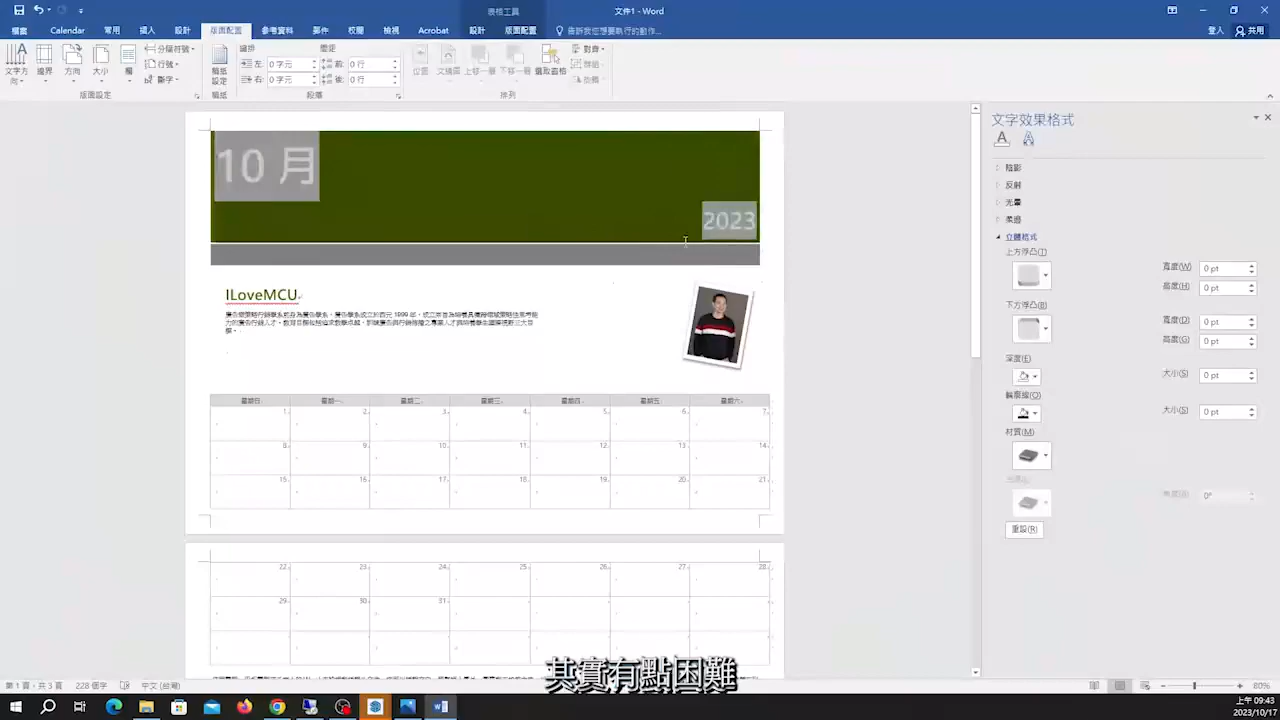 表格工具
文件1 - Word
檔案 Calendar 常用 插入 設計 版面配置 參考資料 郵件 校閱 檢視 Acrobat 設計 版面配置 告訴我您想要執行的動作... 登入 共用
文字方向 邊界 方向 大小 欄 分隔符號 行號 斷字 稿紙設定
縮排 間距
左: 0 字元 前: 0 行
右: 0 字元 後: 0 行
位置 文繞圖 上移一層 下移一層 選取窗格 對齊 群組 旋轉
版面設定 稿紙 段落 排列
10 月
2023
ILoveMCU
星期日 星期一 星期二 星期三 星期四 星期五 星期六
1 2 3 4 5 6 7
8 9 10 11 12 13 14
15 16 17 18 19 20 21
22 23 24 25 26 27 28
29 30 31
文字效果格式
陰影
反射
光暈
柔邊
立體格式
上方浮凸(T)
寬度(W) 0 pt
高度(H) 0 pt
下方浮凸(B)
寬度(D) 0 pt
高度(G) 0 pt
深度(E)
大小(S) 0 pt
輪廓線(O)
大小(S) 0 pt
材質(M)
角度(A) 0°
重設(R)
其實有點困難
第 1 頁，共 3 頁 228 個字 中文 (台灣) 80%
上午 09:43
2023/10/17